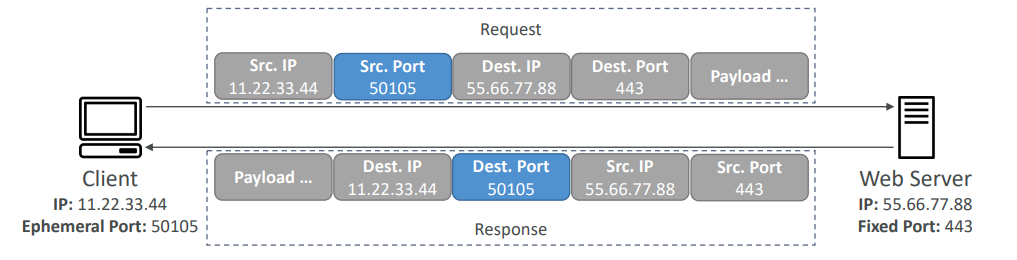 Request
Src. IP
11.22.33.44
Src. Port
50105
Dest. IP
55.66.77.88
Dest. Port
443
Payload ...
Client
IP: 11.22.33.44
Ephemeral Port: 50105
Web Server
IP: 55.66.77.88
Fixed Port: 443
Payload ...
Dest. IP
11.22.33.44
Dest. Port
50105
Src. IP
55.66.77.88
Src. Port
443
Response